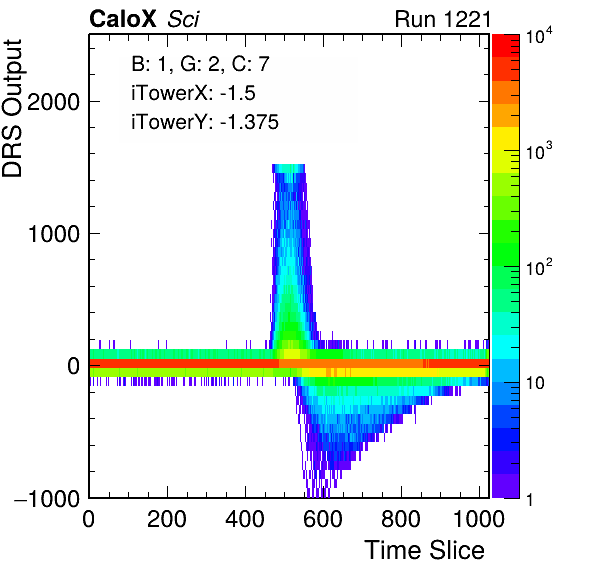 CaloX Sci Run 1221
B: 1, G: 2, C: 7
iTowerX: -1.5
iTowerY: -1.375
DRS Output
2000
1000
0
−1000
0 200 400 600 800 1000
Time Slice
10⁴
10³
10²
10
1